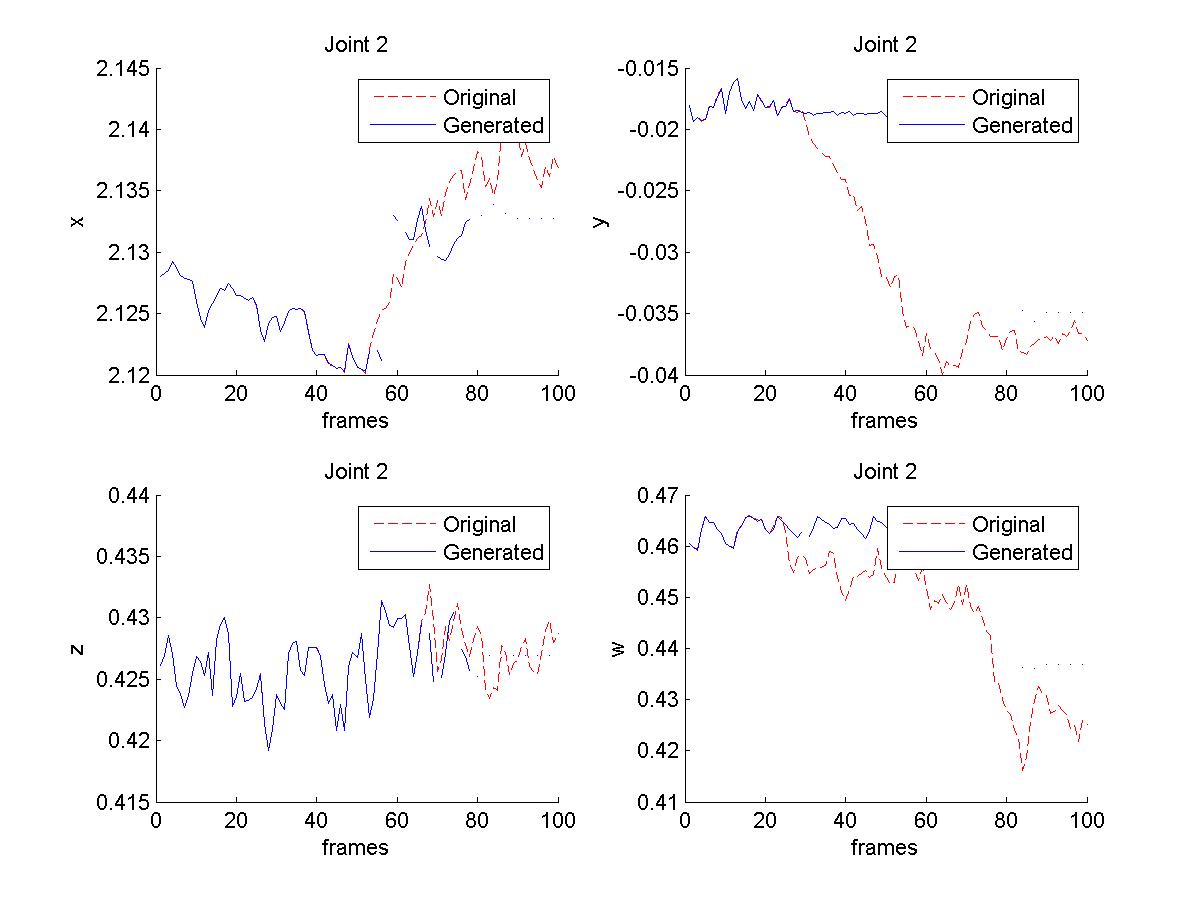 Joint 2
2.145
2.14
2.135
2.13
2.125
2.12
x
0 20 40 60 80 100
frames
Original
Generated
Joint 2
-0.015
-0.02
-0.025
-0.03
-0.035
-0.04
y
0 20 40 60 80 100
frames
Original
Generated
Joint 2
0.44
0.435
0.43
0.425
0.42
0.415
z
0 20 40 60 80 100
frames
Original
Generated
Joint 2
0.47
0.46
0.45
0.44
0.43
0.42
0.41
w
0 20 40 60 80 100
frames
Original
Generated